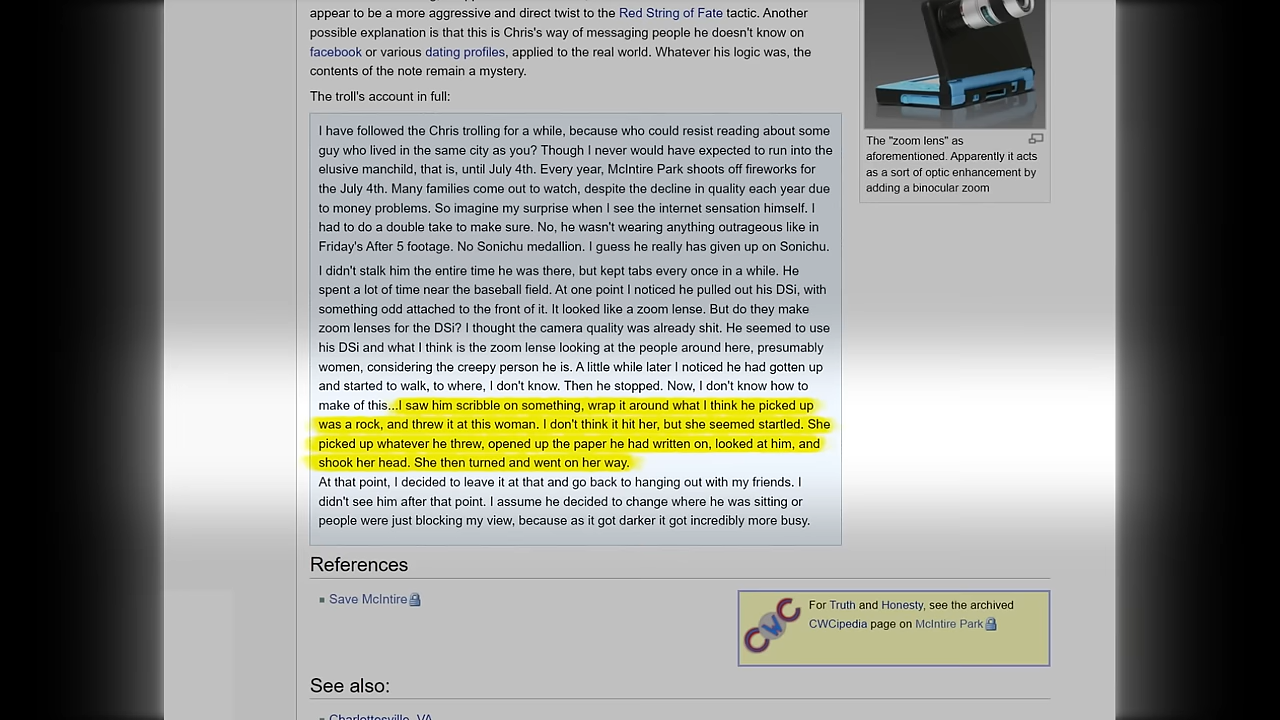 appear to be a more aggressive and direct twist to the Red String of Fate tactic. Another
possible explanation is that this is Chris's way of messaging people he doesn't know on
facebook or various dating profiles, applied to the real world. Whatever his logic was, the
contents of the note remain a mystery.
The troll's account in full:
I have followed the Chris trolling for a while, because who could resist reading about some
guy who lived in the same city as you? Though I never would have expected to run into the
elusive manchild, that is, until July 4th. Every year, McIntire Park shoots off fireworks for
the July 4th. Many families come out to watch, despite the decline in quality each year due
to money problems. So imagine my surprise when I see the internet sensation himself. I
had to do a double take to make sure. No, he wasn't wearing anything outrageous like in
Friday's After 5 footage. No Sonichu medallion. I guess he really has given up on Sonichu.
I didn't stalk him the entire time he was there, but kept tabs every once in a while. He
spent a lot of time near the baseball field. At one point I noticed he pulled out his DSi, with
something odd attached to the front of it. It looked like a zoom lense. But do they make
zoom lenses for the DSi? I thought the camera quality was already shit. He seemed to use
his DSi and what I think is the zoom lense looking at the people around here, presumably
women, considering the creepy person he is. A little while later I noticed he had gotten up
and started to walk, to where, I don't know. Then he stopped. Now, I don't know how to
make of this...I saw him scribble on something, wrap it around what I think he picked up
was a rock, and threw it at this woman. I don't think it hit her, but she seemed startled. She
picked up whatever he threw, opened up the paper he had written on, looked at him, and
shook her head. She then turned and went on her way.
At that point, I decided to leave it at that and go back to hanging out with my friends. I
didn't see him after that point. I assume he decided to change where he was sitting or
people were just blocking my view, because as it got darker it got incredibly more busy.
The "zoom lens" as
aforementioned. Apparently it acts
as a sort of optic enhancement by
adding a binocular zoom
References
Save McIntire
CWC
For Truth and Honesty, see the archived
CWCipedia page on McIntire Park
See also:
Charlottesville, VA